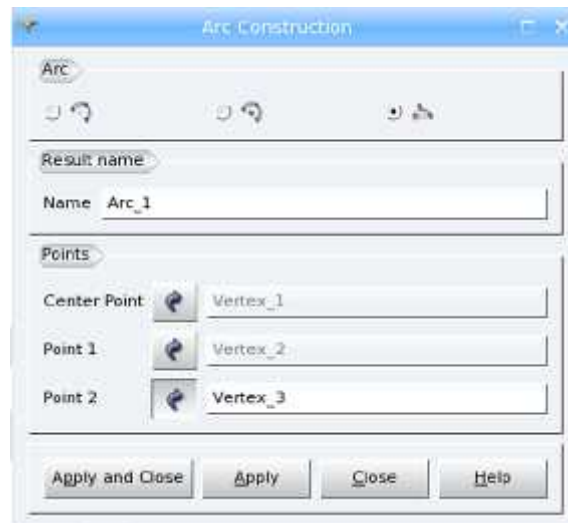 Arc Construction
Arc
Result name
Name Arc_1
Points
Center Point Vertex_1
Point 1 Vertex_2
Point 2 Vertex_3
Apply and Close Apply Close Help